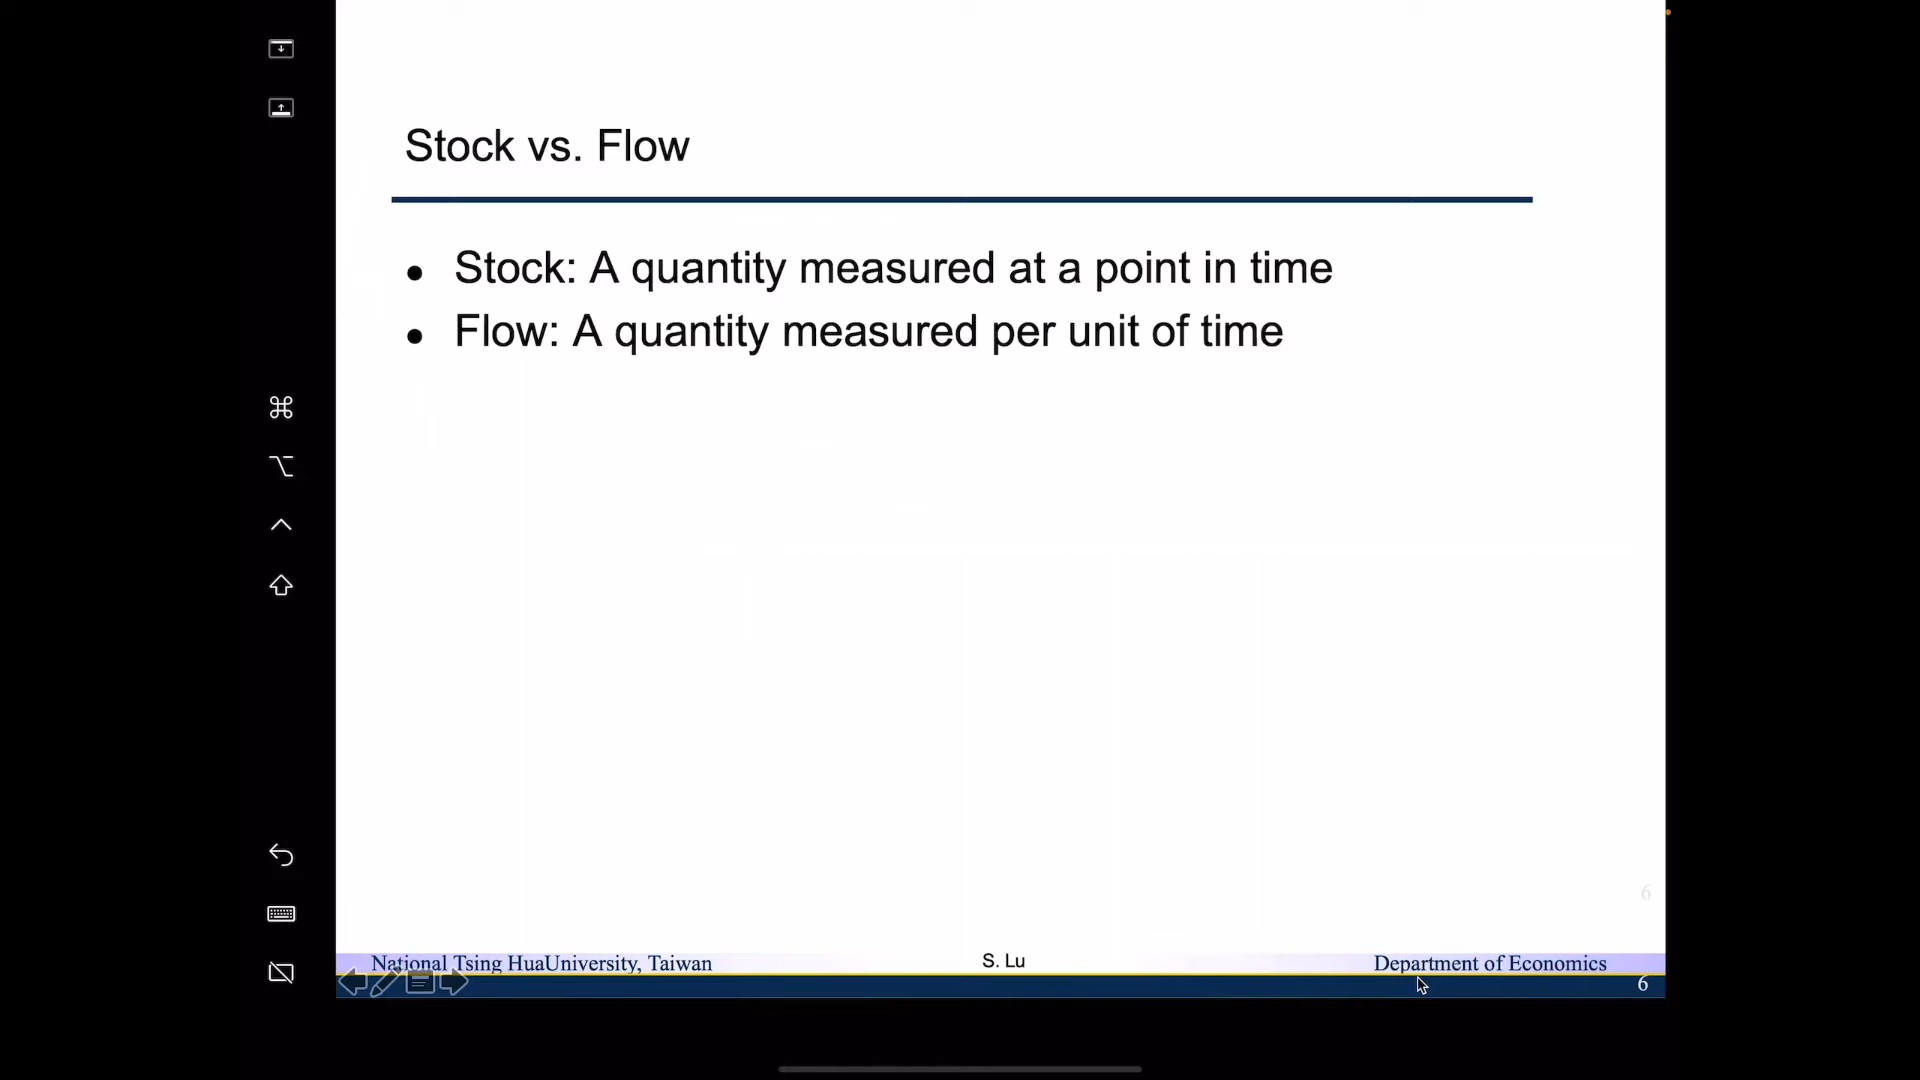 Stock vs. Flow
● Stock: A quantity measured at a point in time
● Flow: A quantity measured per unit of time
6
National Tsing HuaUniversity, Taiwan S. Lu Department of Economics
6